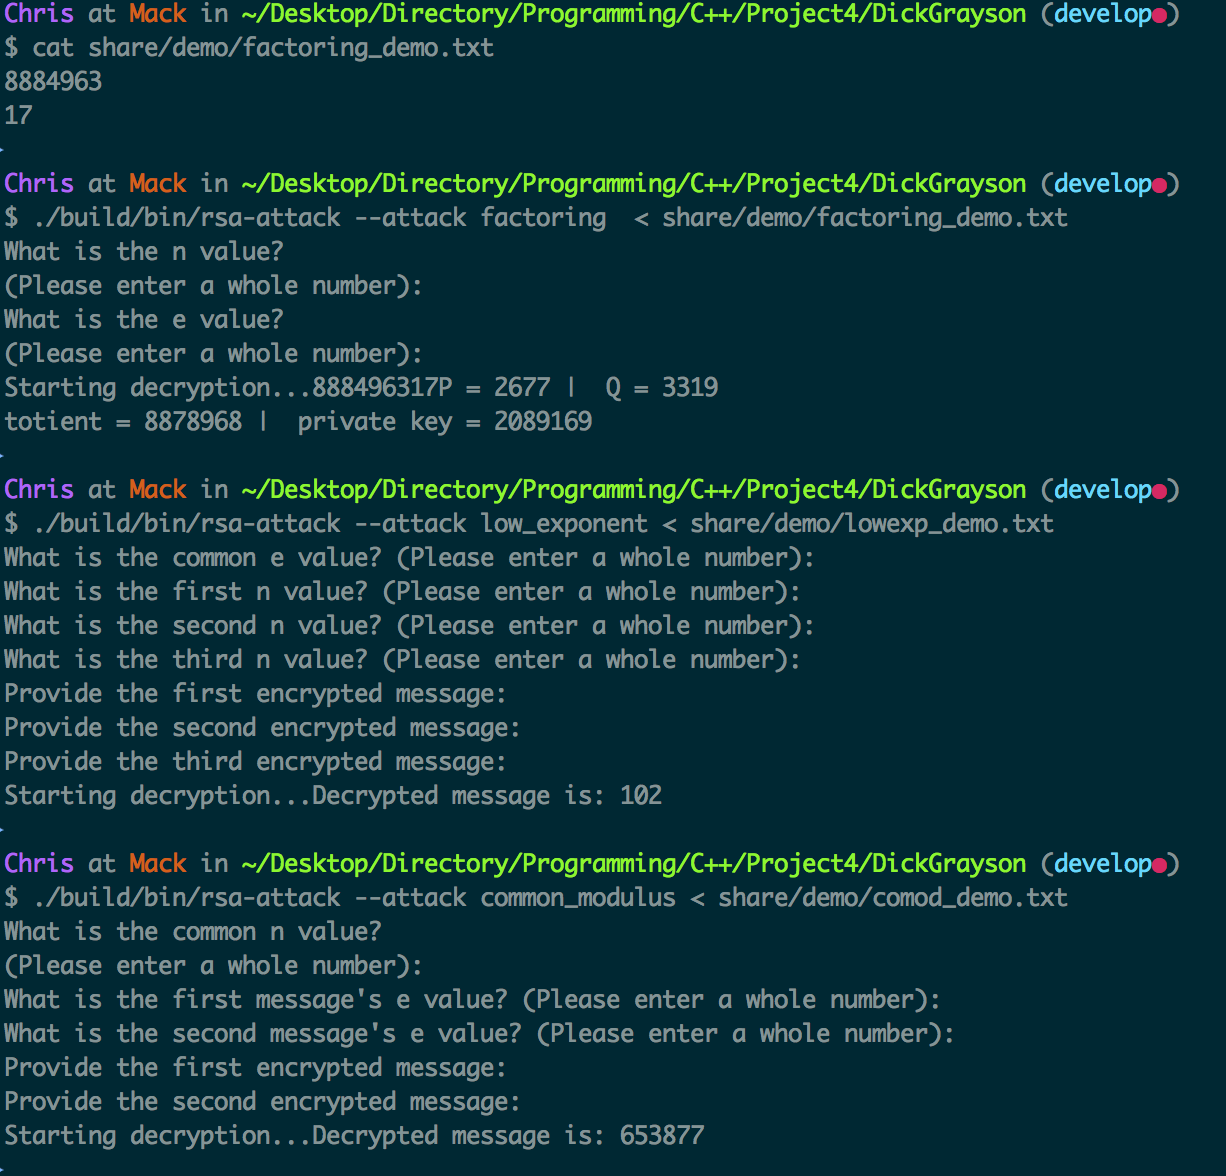 Chris at Mack in ~/Desktop/Directory/Programming/C++/Project4/DickGrayson (develop●)
$ cat share/demo/factoring_demo.txt
8884963
17
Chris at Mack in ~/Desktop/Directory/Programming/C++/Project4/DickGrayson (develop●)
$ ./build/bin/rsa-attack --attack factoring  < share/demo/factoring_demo.txt
What is the n value?
(Please enter a whole number):
What is the e value?
(Please enter a whole number):
Starting decryption...888496317P = 2677 |  Q = 3319
totient = 8878968 |  private key = 2089169
Chris at Mack in ~/Desktop/Directory/Programming/C++/Project4/DickGrayson (develop●)
$ ./build/bin/rsa-attack --attack low_exponent < share/demo/lowexp_demo.txt
What is the common e value? (Please enter a whole number):
What is the first n value? (Please enter a whole number):
What is the second n value? (Please enter a whole number):
What is the third n value? (Please enter a whole number):
Provide the first encrypted message:
Provide the second encrypted message:
Provide the third encrypted message:
Starting decryption...Decrypted message is: 102
Chris at Mack in ~/Desktop/Directory/Programming/C++/Project4/DickGrayson (develop●)
$ ./build/bin/rsa-attack --attack common_modulus < share/demo/comod_demo.txt
What is the common n value?
(Please enter a whole number):
What is the first message's e value? (Please enter a whole number):
What is the second message's e value? (Please enter a whole number):
Provide the first encrypted message:
Provide the second encrypted message:
Starting decryption...Decrypted message is: 653877